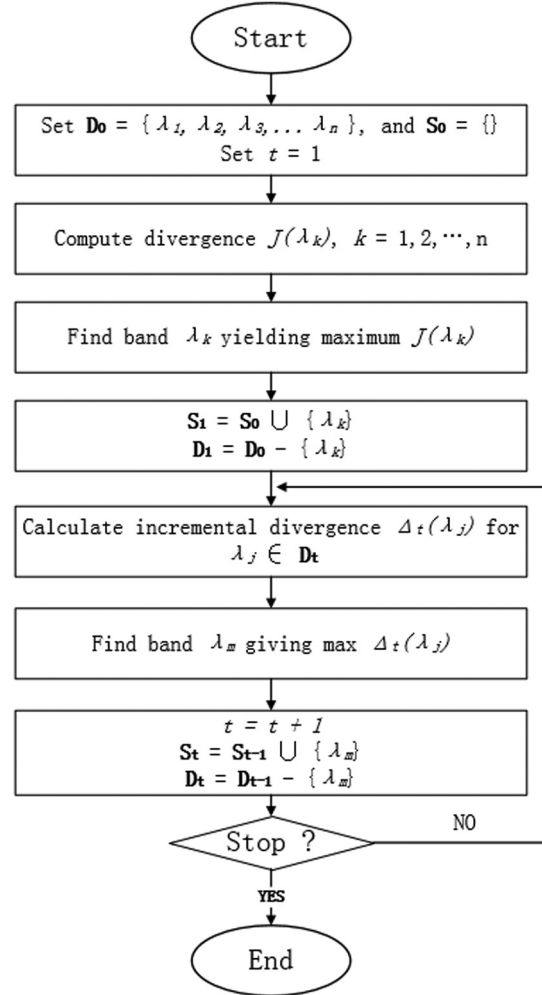 Start
Set D₀ = { λ₁, λ₂, λ₃,... λₙ }, and S₀ = {}
Set t = 1
Compute divergence J(λₖ), k = 1,2,⋯,n
Find band λₖ yielding maximum J(λₖ)
S₁ = S₀ ∪ { λₖ}
D₁ = D₀ − { λₖ}
Calculate incremental divergence Δₜ(λⱼ) for
λⱼ ∈ Dₜ
Find band λₘ giving max Δₜ(λⱼ)
t = t + 1
Sₜ = Sₜ₋₁ ∪ { λₘ}
Dₜ = Dₜ₋₁ − { λₘ}
Stop ?
NO
YES
End